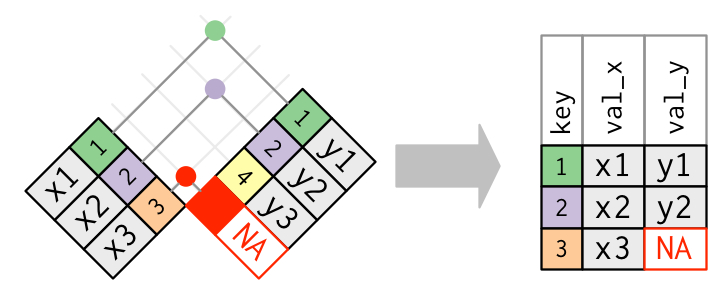 1 x1
2 x2
3 x3
1 y1
2 y2
4 y3
NA
key val_x val_y
1 x1 y1
2 x2 y2
3 x3 NA